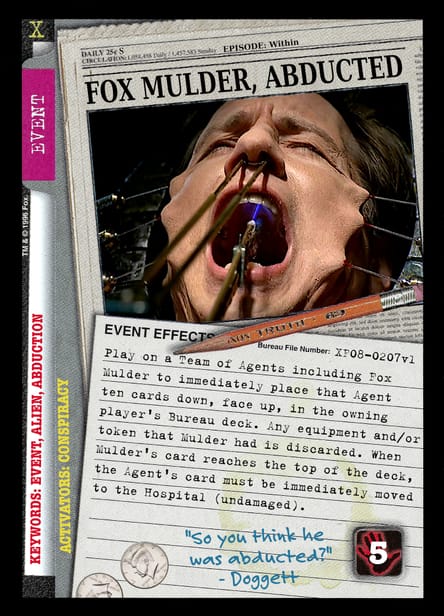 X
EVENT
TM & © 1996 Fox.
KEYWORDS: EVENT, ALIEN, ABDUCTION
ACTIVATORS: CONSPIRACY
DAILY 25¢ S
EPISODE: Within
CIRCULATION: Daily / Sunday
FOX MULDER, ABDUCTED
EVENT EFFECTS
Bureau File Number: XP08-0207v1
Play on a Team of Agents including Fox
Mulder to immediately place that Agent
ten cards down, face up, in the owning
player's Bureau deck. Any equipment and/or
token that Mulder had is discarded. When
Mulder's card reaches the top of the deck,
the Agent's card must be immediately moved
to the Hospital (undamaged).
"So you think he
was abducted?"
- Doggett
5